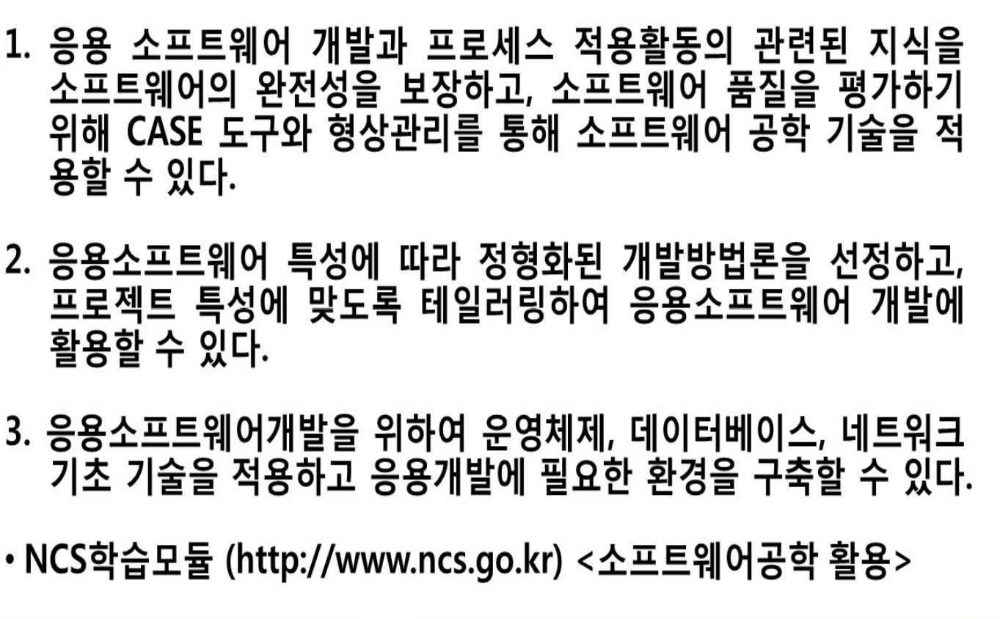 1. 응용 소프트웨어 개발과 프로세스 적용활동의 관련된 지식을
소프트웨어의 완전성을 보장하고, 소프트웨어 품질을 평가하기
위해 CASE 도구와 형상관리를 통해 소프트웨어 공학 기술을 적
용할 수 있다.
2. 응용소프트웨어 특성에 따라 정형화된 개발방법론을 선정하고,
프로젝트 특성에 맞도록 테일러링하여 응용소프트웨어 개발에
활용할 수 있다.
3. 응용소프트웨어개발을 위하여 운영체제, 데이터베이스, 네트워크
기초 기술을 적용하고 응용개발에 필요한 환경을 구축할 수 있다.
• NCS학습모듈 (http://www.ncs.go.kr) <소프트웨어공학 활용>